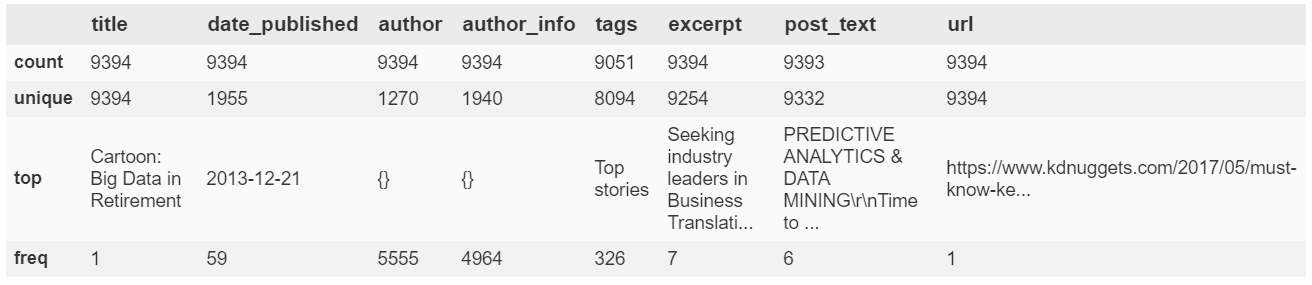 title date_published author author_info tags excerpt post_text url
count 9394 9394 9394 9394 9051 9394 9393 9394
unique 9394 1955 1270 1940 8094 9254 9332 9394
top Cartoon: Big Data in Retirement 2013-12-21 {} {} Top stories Seeking industry leaders in Business Translati... PREDICTIVE ANALYTICS & DATA MINING\r\nTime to ... https://www.kdnuggets.com/2017/05/must-know-ke...
freq 1 59 5555 4964 326 7 6 1